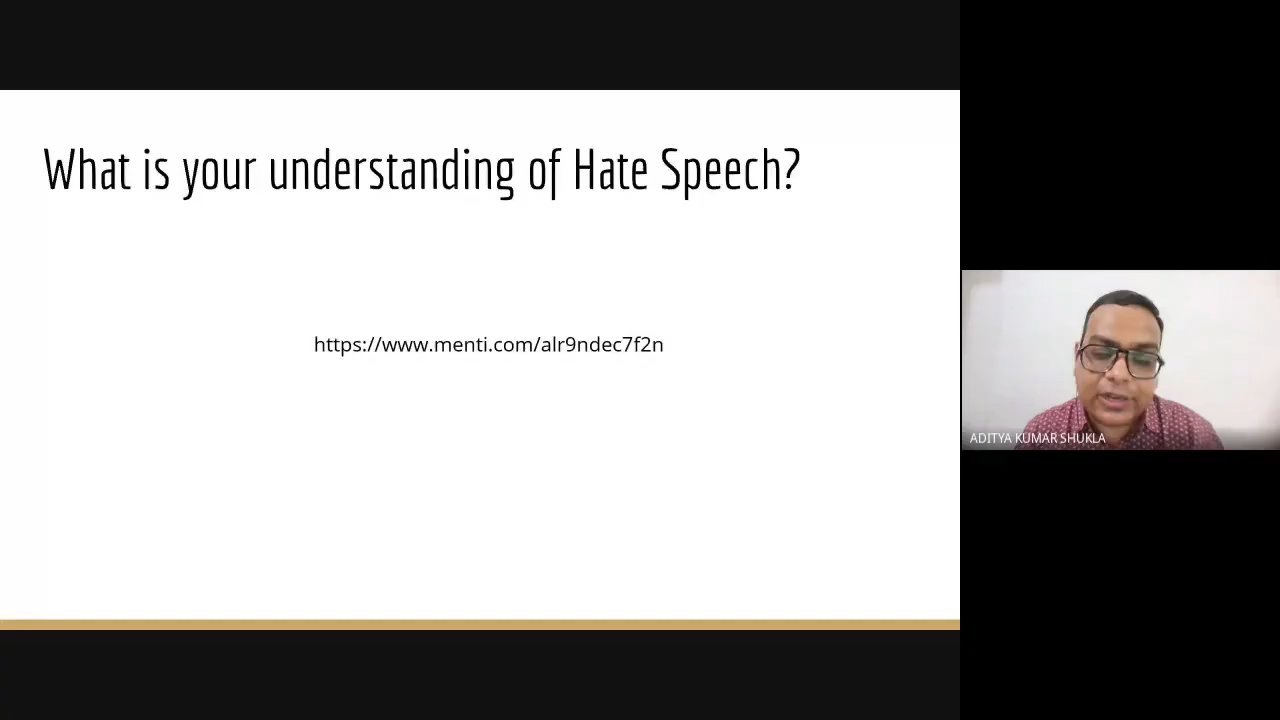 What is your understanding of Hate Speech?
https://www.menti.com/alr9ndec7f2n
ADITYA KUMAR SHUKLA